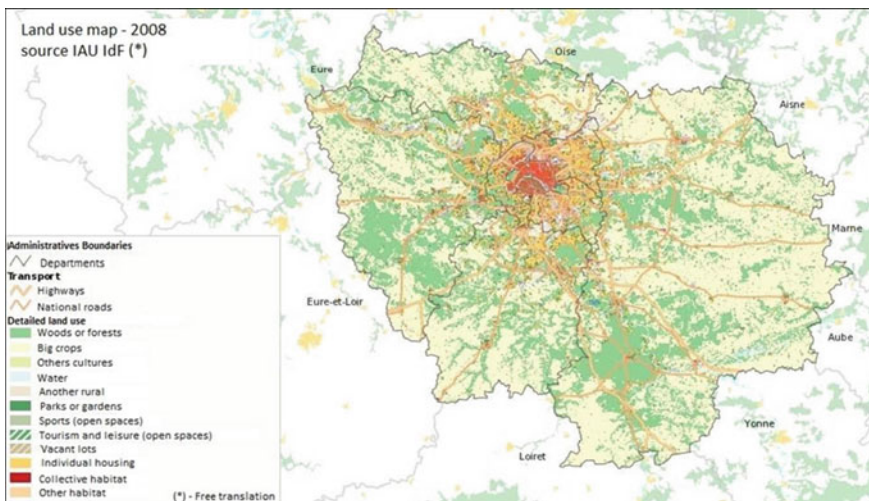 Land use map - 2008
source IAU IdF (*)
Oise
Eure
Aisne
Marne
Eure-et-Loir
Aube
Yonne
Loiret
Administratives Boundaries
Departments
Transport
Highways
National roads
Detailed land use
Woods or forests
Big crops
Others cultures
Water
Another rural
Parks or gardens
Sports (open spaces)
Tourism and leisure (open spaces)
Vacant lots
Individual housing
Collective habitat
Other habitat
(*) - Free translation